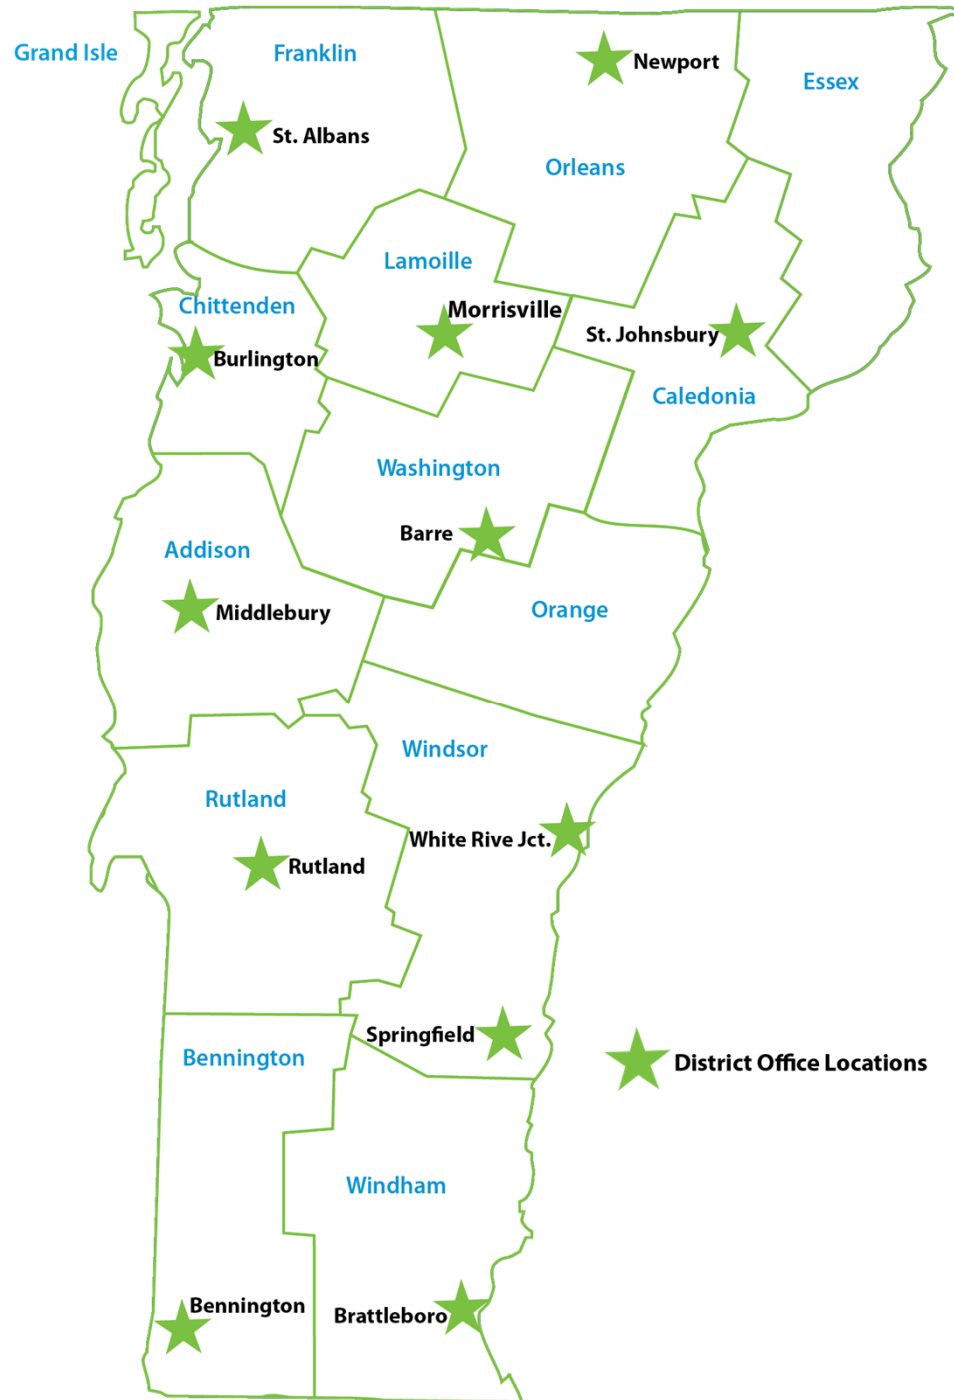 Grand Isle
Franklin
Newport
Essex
St. Albans
Orleans
Lamoille
Chittenden
Morrisville
St. Johnsbury
Burlington
Caledonia
Washington
Barre
Addison
Middlebury
Orange
Windsor
Rutland
White Rive Jct.
Rutland
Springfield
Bennington
District Office Locations
Windham
Bennington
Brattleboro